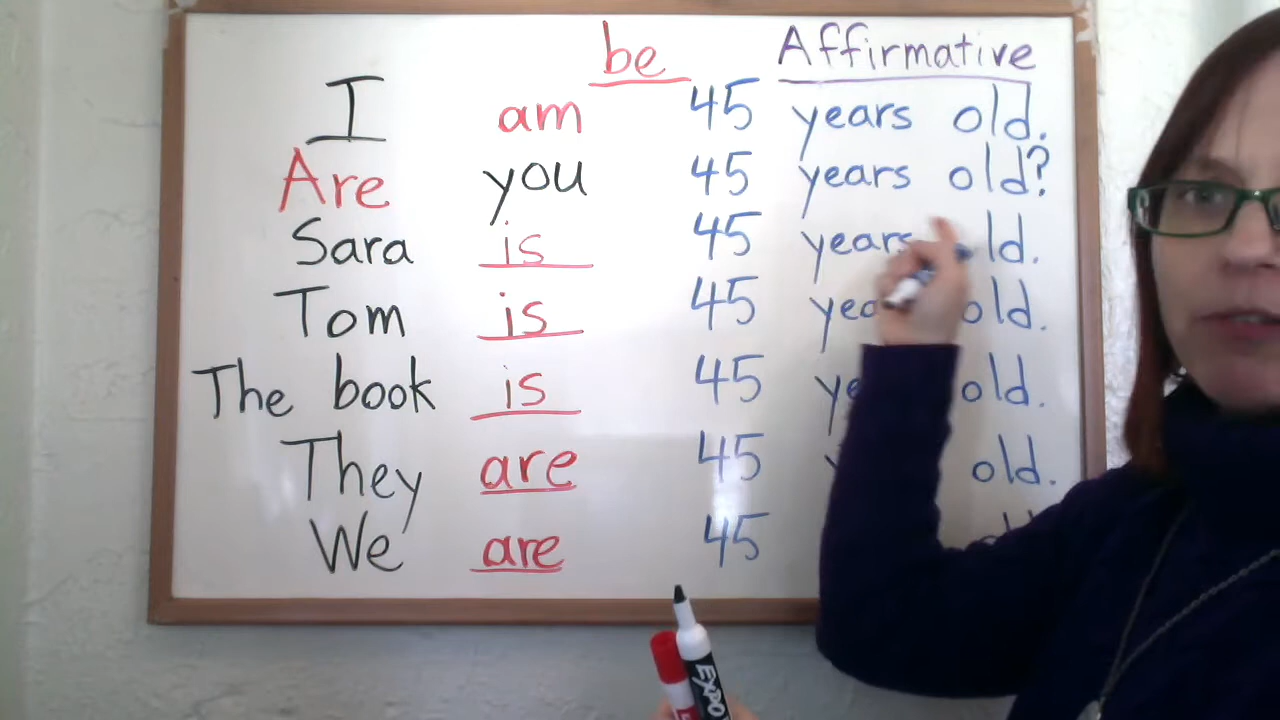 be Affirmative
I am 45 years old.
Are you 45 years old?
Sara is 45 years old.
Tom is 45 old.
The book is 45 old.
They are 45 old.
We are 45
EXPO